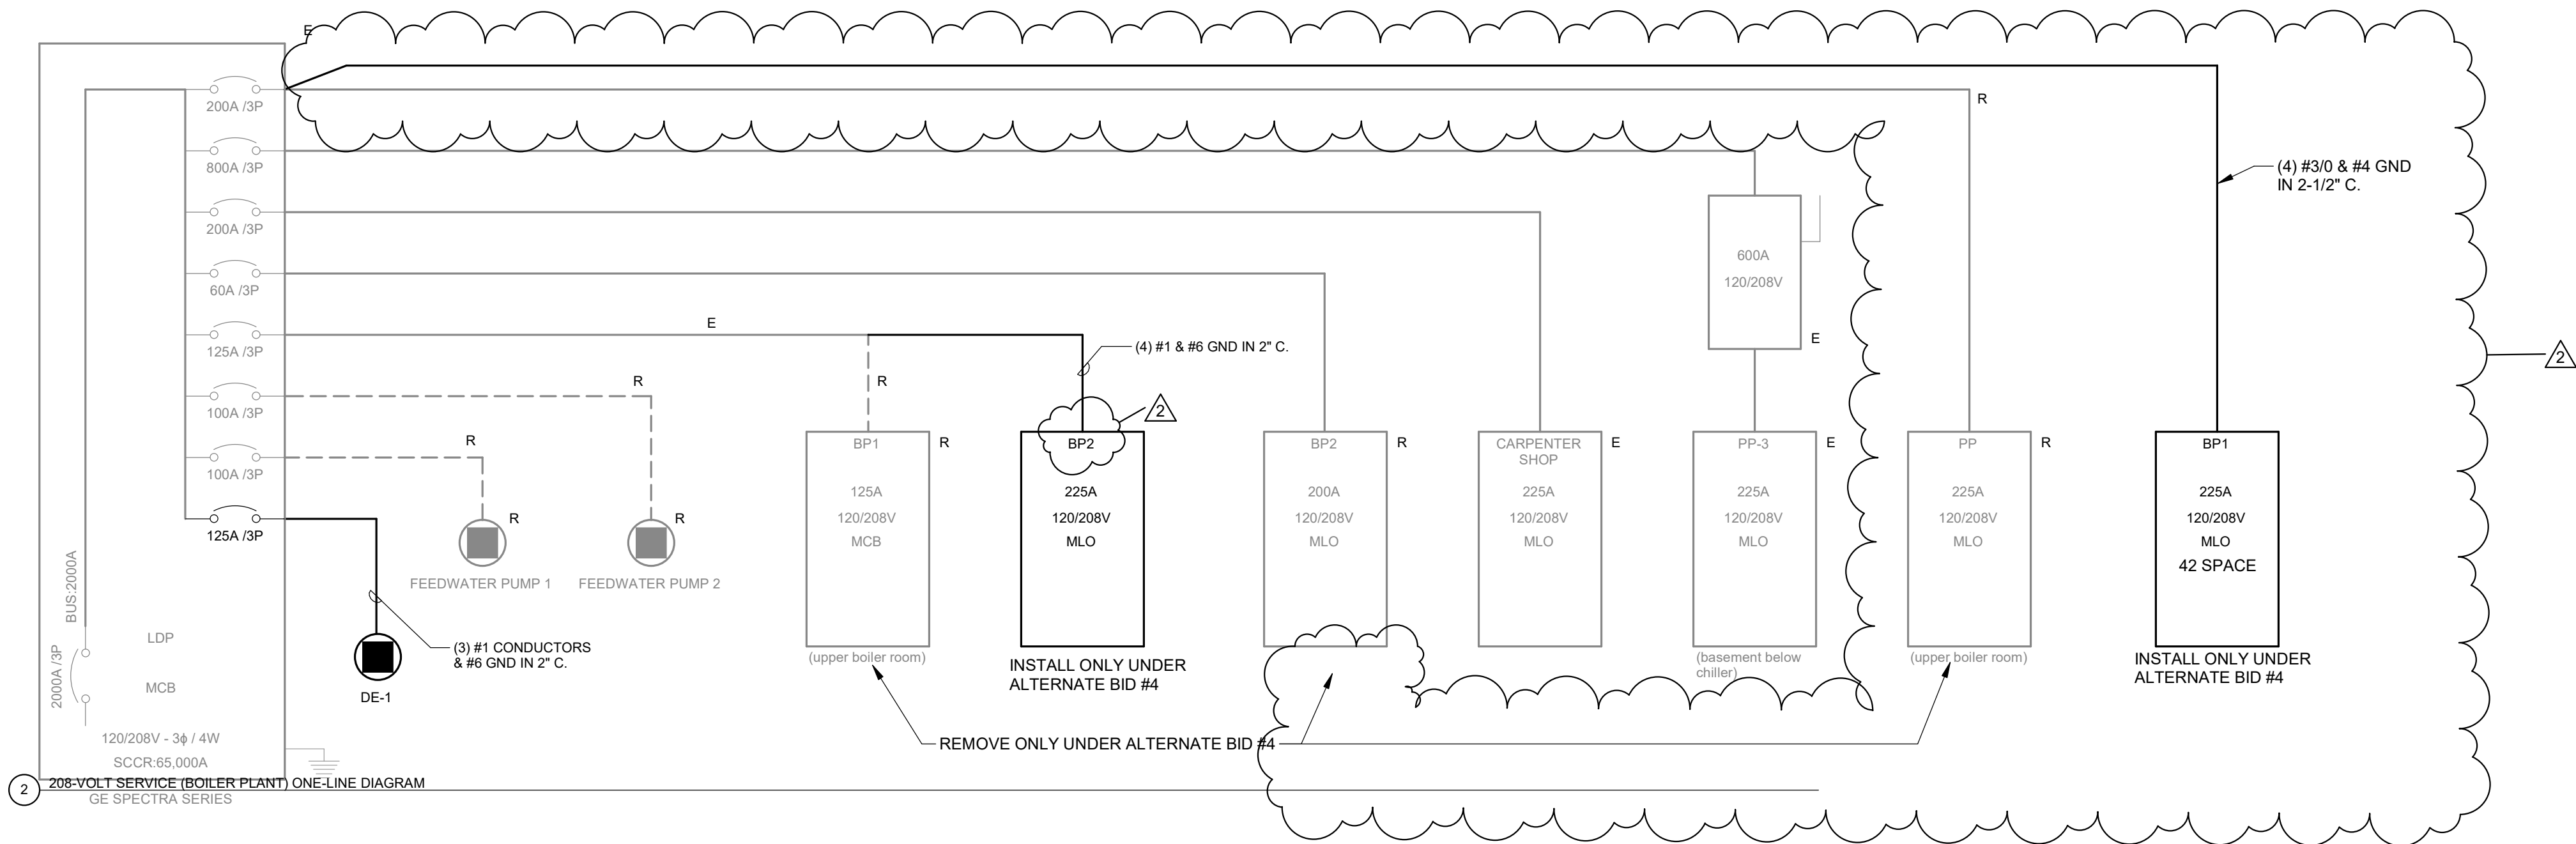 E
200A /3P
800A /3P
200A /3P
60A /3P
125A /3P
100A /3P
100A /3P
125A /3P
BUS:2000A
2000A /3P
LDP
MCB
120/208V - 3ϕ / 4W
SCCR:65,000A
2
208-VOLT SERVICE (BOILER PLANT) ONE-LINE DIAGRAM
GE SPECTRA SERIES
R
R
FEEDWATER PUMP 1
R
R
FEEDWATER PUMP 2
(3) #1 CONDUCTORS
& #6 GND IN 2" C.
DE-1
E
R
BP1
R
125A
120/208V
MCB
(upper boiler room)
(4) #1 & #6 GND IN 2" C.
2
BP2
225A
120/208V
MLO
INSTALL ONLY UNDER
ALTERNATE BID #4
BP2
R
200A
120/208V
MLO
CARPENTER
SHOP
E
225A
120/208V
MLO
600A
120/208V
E
PP-3
E
225A
120/208V
MLO
(basement below
chiller)
R
PP
R
225A
120/208V
MLO
(upper boiler room)
REMOVE ONLY UNDER ALTERNATE BID #4
(4) #3/0 & #4 GND
IN 2-1/2" C.
BP1
225A
120/208V
MLO
42 SPACE
INSTALL ONLY UNDER
ALTERNATE BID #4
2